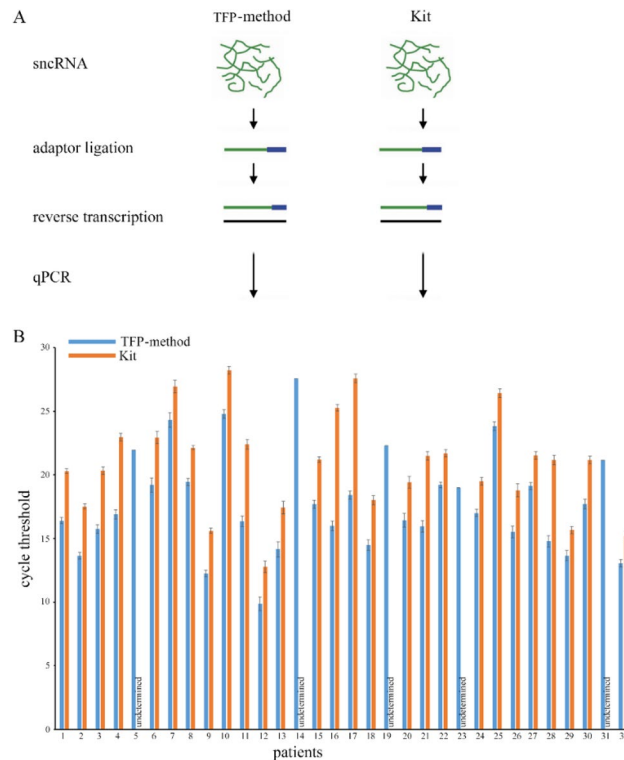 A
TFP-method Kit
sncRNA
adaptor ligation
reverse transcription
qPCR
B
TFP-method
Kit
30
25
20
15
10
5
0
cycle threshold
undetermined
undetermined
undetermined
undetermined
undetermined
1 2 3 4 5 6 7 8 9 10 11 12 13 14 15 16 17 18 19 20 21 22 23 24 25 26 27 28 29 30 31
patients